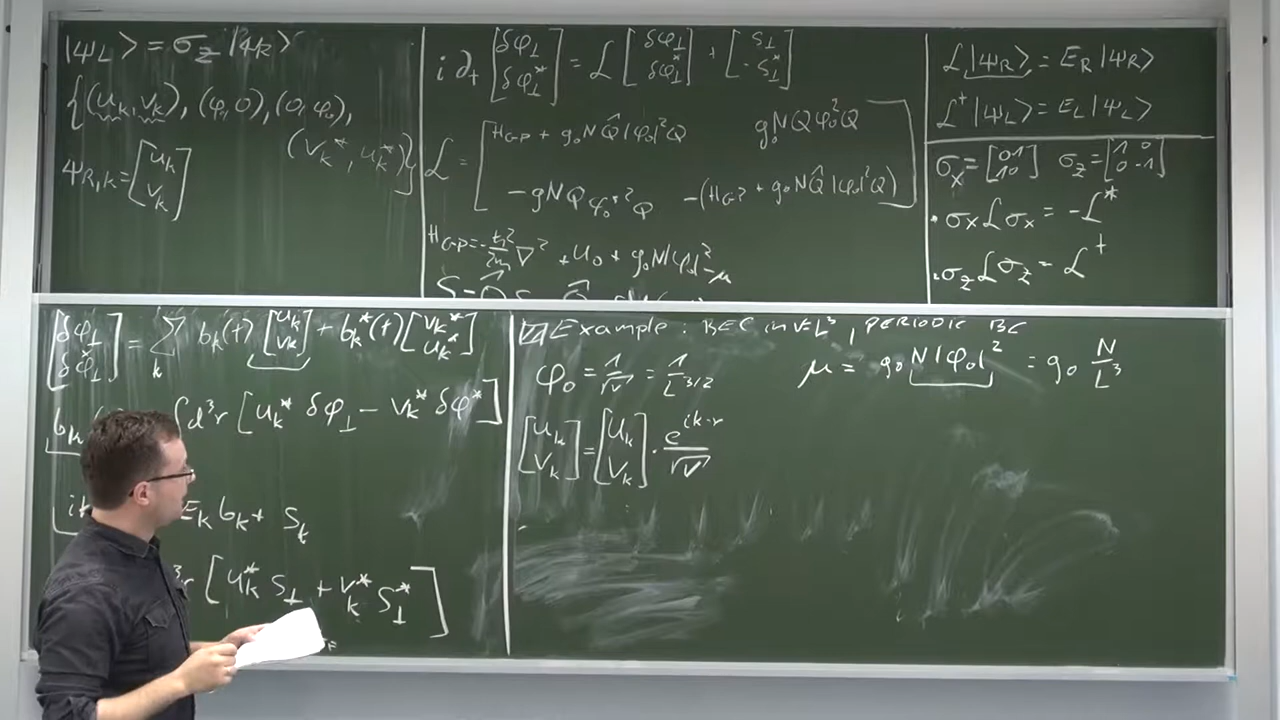 |ψ_L> = σ_z |ψ_R>
{(u_k, v_k), (φ_0, 0), (0, φ_0),
(v_k^*, u_k^*)}
ψ_{R,k} = [u_k v_k]
i ∂_t [δφ_⊥ δφ_⊥^*] = ℒ [δφ_⊥ δφ_⊥^*] + [S_⊥ -S_⊥^*]
ℒ = [H_GP + g_0 N Q̂ |φ_0|^2 Q g_0 N Q φ_0^2 Q
-g N Q φ_0^{*2} Q -(H_GP + g_0 N Q̂ |φ_0|^2 Q)]
H_GP = -ℏ^2/2m ∇^2 + U_0 + g_0 N |φ_0|^2 - μ
ℒ |ψ_R> = E_R |ψ_R>
ℒ^† |ψ_L> = E_L |ψ_L>
σ_x = [0 1 1 0] σ_z = [1 0 0 -1]
• σ_x ℒ σ_x = -ℒ^*
• σ_z ℒ σ_z = ℒ^†
[δφ_⊥ δφ_⊥^*] = Σ_k b_k(t) [u_k v_k] + b_k^*(t) [v_k^* u_k^*]
∫d^3r [u_k^* δφ_⊥ - v_k^* δφ^*]
E_k b_k + S_k
[u_k^* S_⊥ + v_k^* S_⊥^*]
Example: BEC in V=L^3, PERIODIC BC
φ_0 = 1/√V = 1/L^{3/2}
μ = g_0 N |φ_0|^2 = g_0 N/L^3
[u_k v_k] = [U_k V_k] · e^{ik·r}/√V